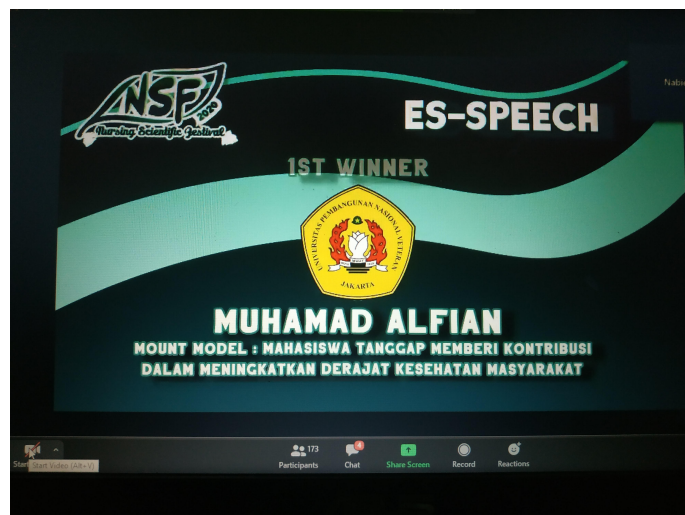 NSF
2020
Nursing Scientific Festival
ES-SPEECH
1ST WINNER
UNIVERSITAS PEMBANGUNAN NASIONAL VETERAN
JAKARTA
MUHAMAD ALFIAN
MOUNT MODEL : MAHASISWA TANGGAP MEMBERI KONTRIBUSI
DALAM MENINGKATKAN DERAJAT KESEHATAN MASYARAKAT
Start Video (Alt+V)
173
4
Participants
Chat
Share Screen
Record
Reactions